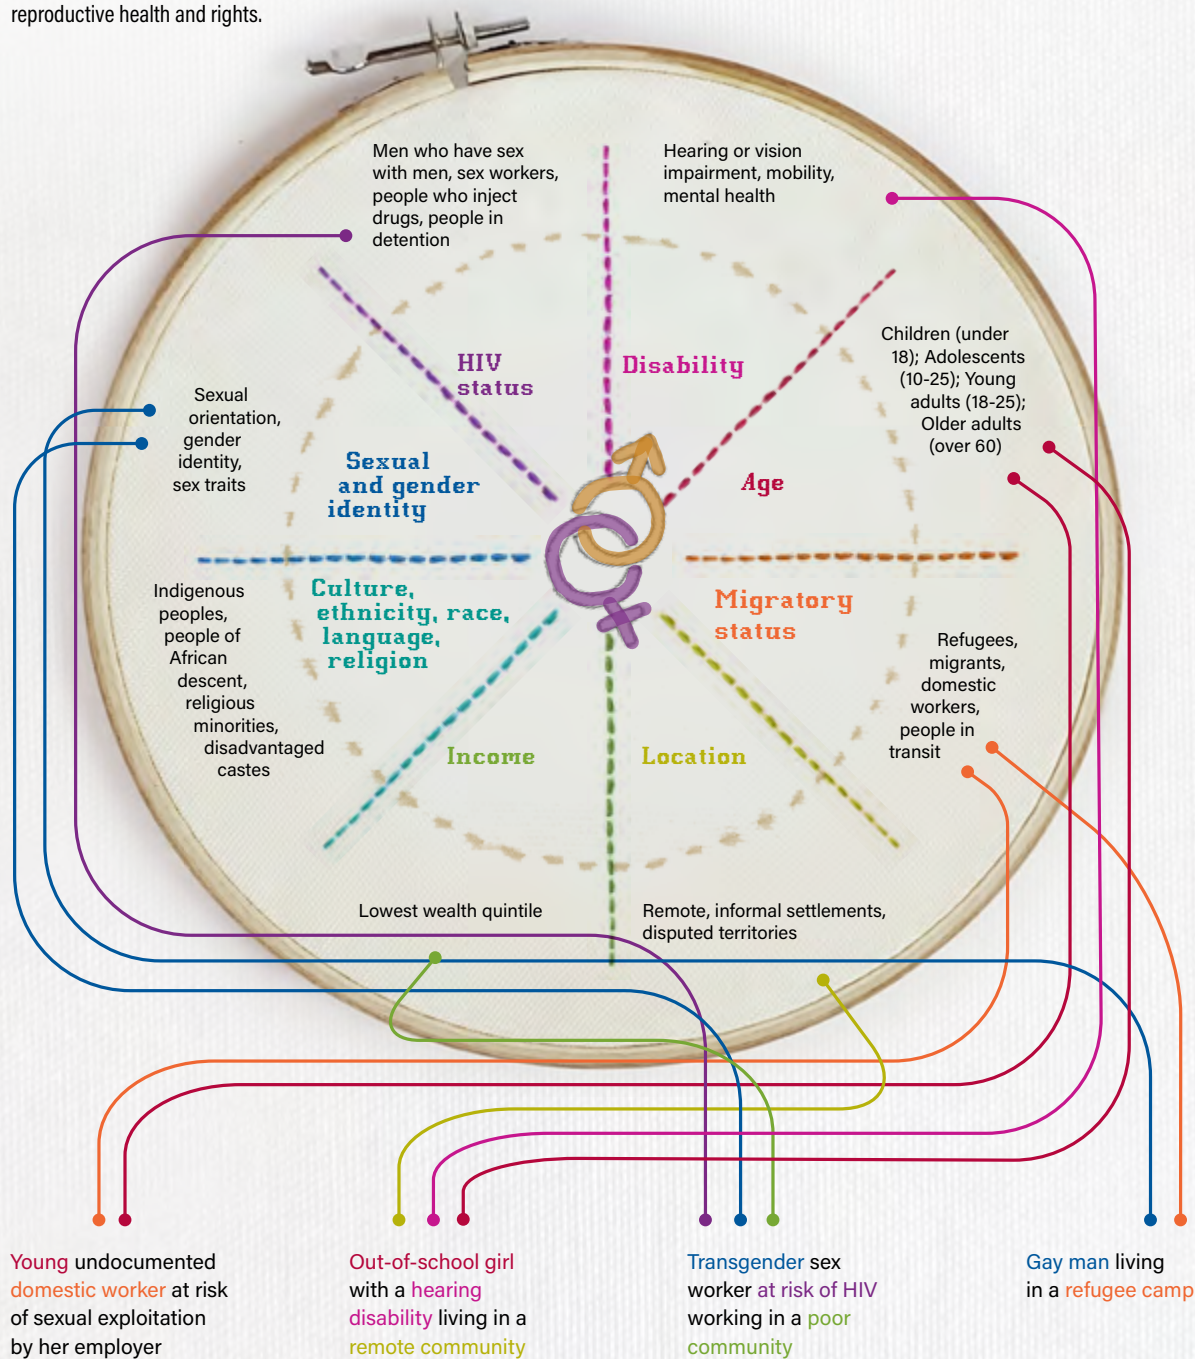 reproductive health and rights.
Men who have sex
with men, sex workers,
people who inject
drugs, people in
detention
Hearing or vision
impairment, mobility,
mental health
HIV
status
Disability
Children (under
18); Adolescents
(10-25); Young
adults (18-25);
Older adults
(over 60)
Sexual
orientation,
gender
identity,
sex traits
Sexual
and gender
identity
Age
Indigenous
peoples,
people of
African
descent,
religious
minorities,
disadvantaged
castes
Culture,
ethnicity, race,
language,
religion
Migratory
status
Refugees,
migrants,
domestic
workers,
people in
transit
Income
Location
Lowest wealth quintile
Remote, informal settlements,
disputed territories
Young undocumented
domestic worker at risk
of sexual exploitation
by her employer
Out-of-school girl
with a hearing
disability living in a
remote community
Transgender sex
worker at risk of HIV
working in a poor
community
Gay man living
in a refugee camp